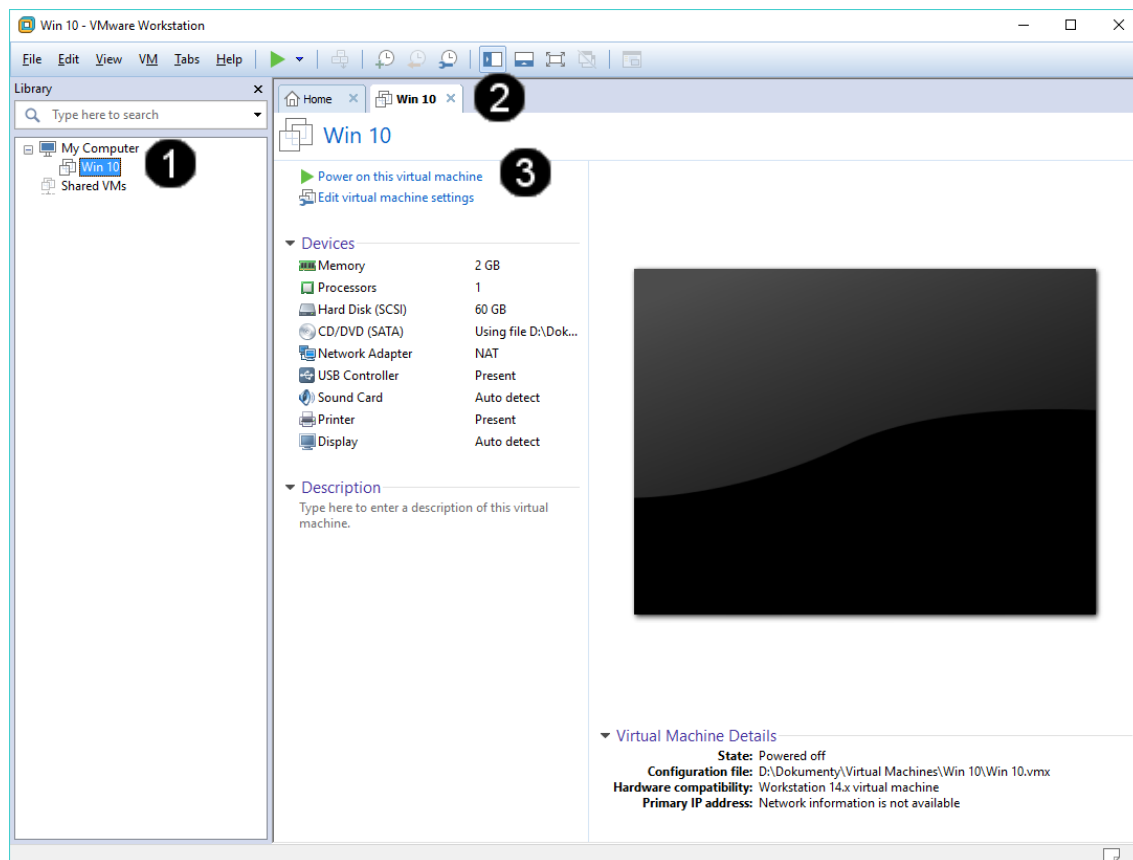 Win 10 - VMware Workstation
File Edit View VM Tabs Help
Library
Type here to search
My Computer
Win 10
Shared VMs
1
Home
Win 10
2
Win 10
Power on this virtual machine
3
Edit virtual machine settings
Devices
Memory 2 GB
Processors 1
Hard Disk (SCSI) 60 GB
CD/DVD (SATA) Using file D:\Dok...
Network Adapter NAT
USB Controller Present
Sound Card Auto detect
Printer Present
Display Auto detect
Description
Type here to enter a description of this virtual
machine.
Virtual Machine Details
State: Powered off
Configuration file: D:\Dokumenty\Virtual Machines\Win 10\Win 10.vmx
Hardware compatibility: Workstation 14.x virtual machine
Primary IP address: Network information is not available